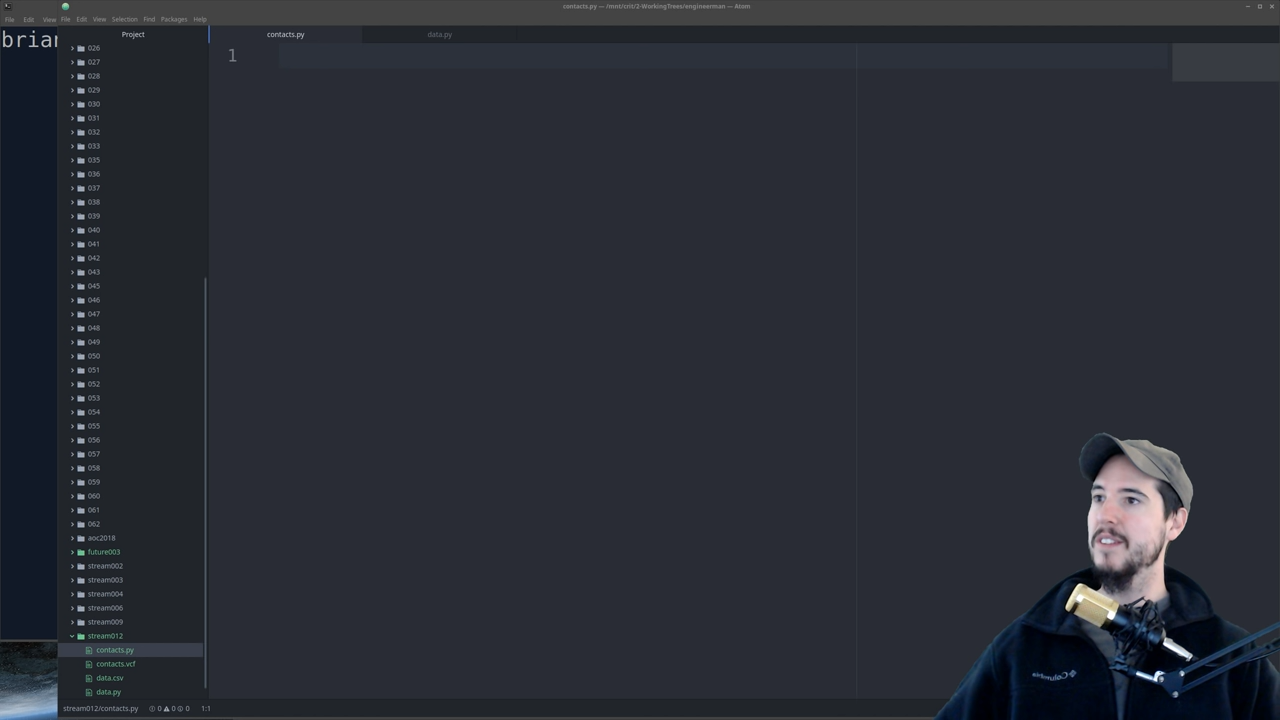 contacts.py — /mnt/crit/2-WorkingTrees/engineerman — Atom
File Edit View
File Edit View Selection Find Packages Help
brian
Project
contacts.py
data.py
1
026
027
028
029
030
031
032
033
035
036
037
038
039
040
041
042
043
045
046
047
048
049
050
051
052
053
054
055
056
057
058
059
060
061
062
aoc2018
future003
stream002
stream003
stream004
stream006
stream009
stream012
contacts.py
contacts.vcf
data.csv
data.py
stream012/contacts.py 0 0 0 1:1
Columbia